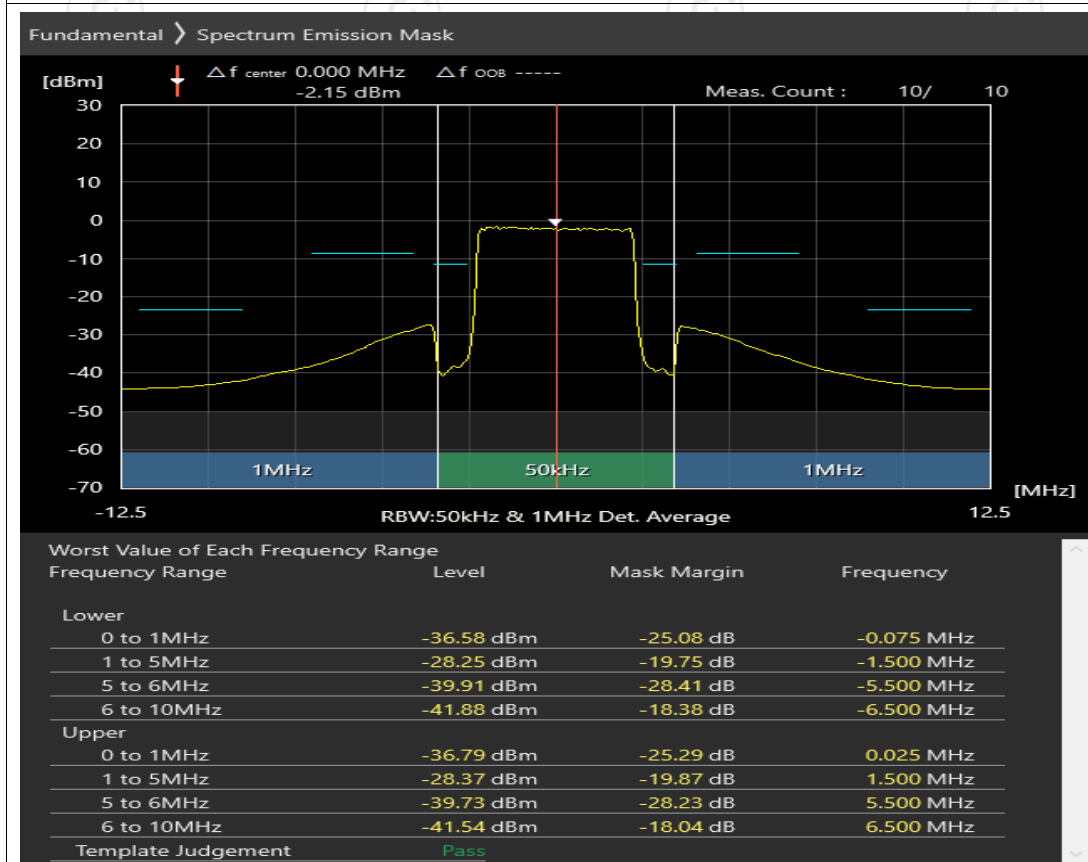 Fundamental ❯ Spectrum Emission Mask
[dBm] △f center 0.000 MHz △f OOB -----
-2.15 dBm Meas. Count : 10/ 10
30
20
10
0
-10
-20
-30
-40
-50
-60
1MHz 50kHz 1MHz
-70
[MHz]
-12.5 RBW:50kHz & 1MHz Det. Average 12.5
Worst Value of Each Frequency Range
Frequency Range Level Mask Margin Frequency
Lower
0 to 1MHz -36.58 dBm -25.08 dB -0.075 MHz
1 to 5MHz -28.25 dBm -19.75 dB -1.500 MHz
5 to 6MHz -39.91 dBm -28.41 dB -5.500 MHz
6 to 10MHz -41.88 dBm -18.38 dB -6.500 MHz
Upper
0 to 1MHz -36.79 dBm -25.29 dB 0.025 MHz
1 to 5MHz -28.37 dBm -19.87 dB 1.500 MHz
5 to 6MHz -39.73 dBm -28.23 dB 5.500 MHz
6 to 10MHz -41.54 dBm -18.04 dB 6.500 MHz
Template Judgement Pass